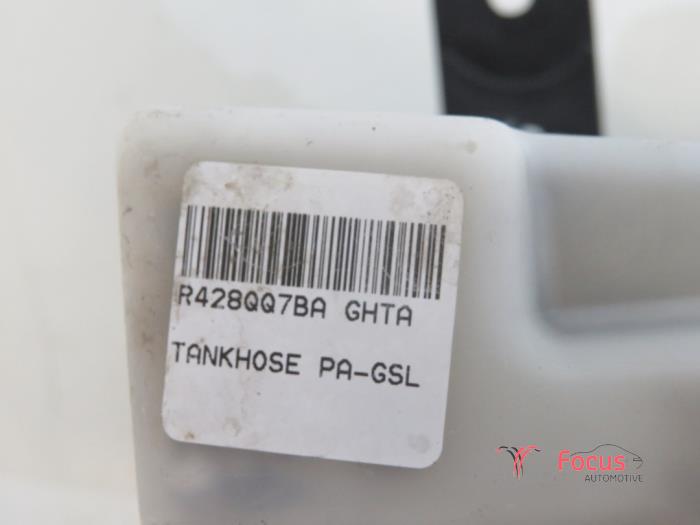 R428QQ7BA GHTA
TANKHOSE PA-GSL
Focus
AUTOMOTIVE